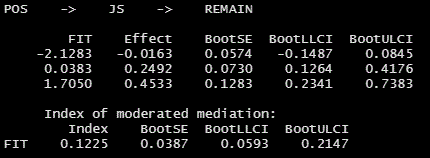 POS -> JS -> REMAIN
FIT Effect BootSE BootLLCI BootULCI
-2.1283 -0.0163 0.0574 -0.1487 0.0845
0.0383 0.2492 0.0730 0.1264 0.4176
1.7050 0.4533 0.1283 0.2341 0.7383
Index of moderated mediation:
Index BootSE BootLLCI BootULCI
FIT 0.1225 0.0387 0.0593 0.2147